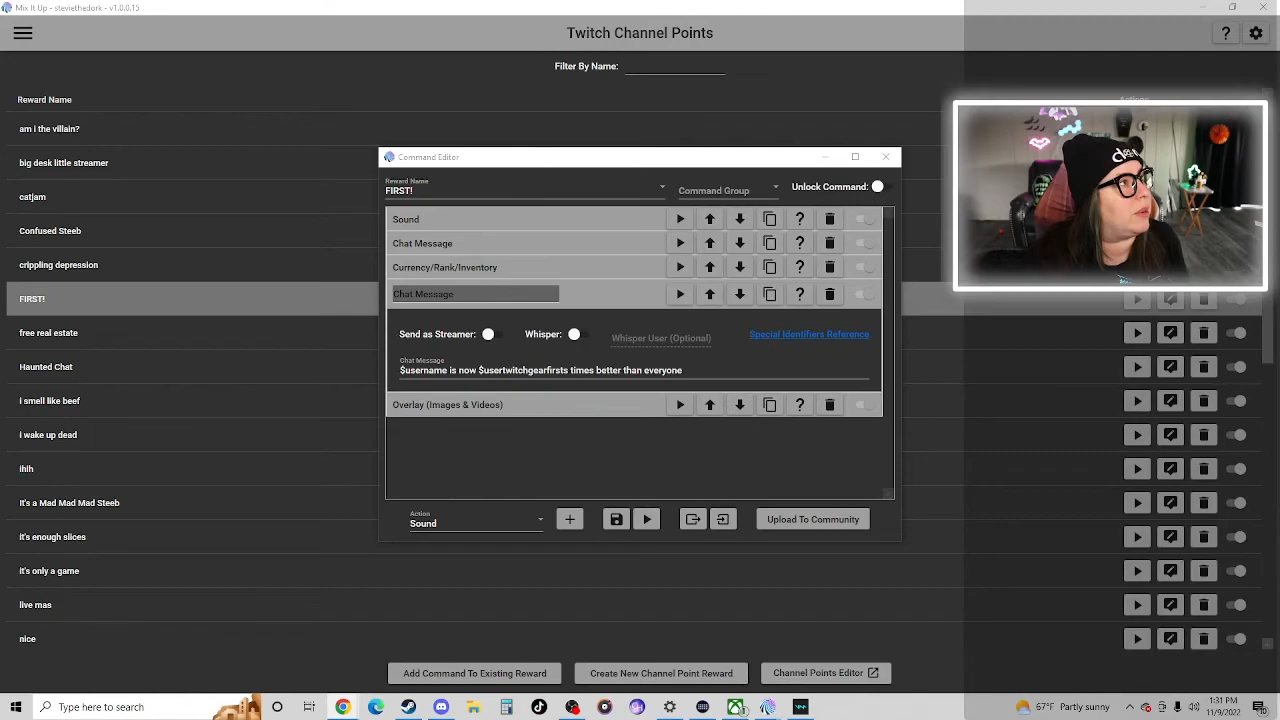 Mix It Up - steviethedork - v1.0.0.15
Twitch Channel Points
?
Filter By Name:
Reward Name
Actions
am i the villain?
big desk little streamer
catjam
Confused Steeb
crippling depression
FIRST!
free real estate
Haunted Chat
I smell like beef
I wake up dead
ihlh
It's a Mad Mad Mad Steeb
It's enough slices
It's only a game
live mas
nice
Command Editor
Reward Name
FIRST!
Command Group
Unlock Command:
Sound
?
Chat Message
?
Currency/Rank/Inventory
?
Chat Message
?
Send as Streamer:
Whisper:
Whisper User (Optional)
Special Identifiers Reference
Chat Message
$username is now $usertwitchgearfirsts times better than everyone
Overlay (Images & Videos)
?
Action
Sound
Upload To Community
Add Command To Existing Reward
Create New Channel Point Reward
Channel Points Editor
Type here to search
67°F Partly sunny
1:31 PM
11/9/2022